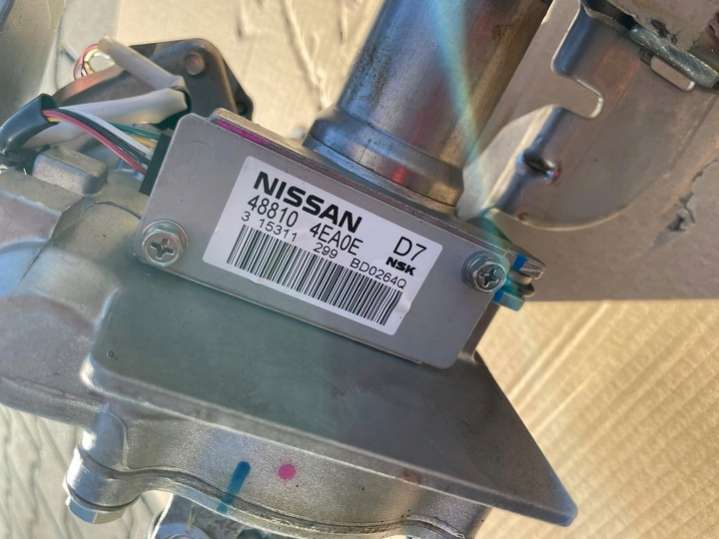 NISSAN
48810 4EA0E D7
3 15311 299 BD0264Q NSK